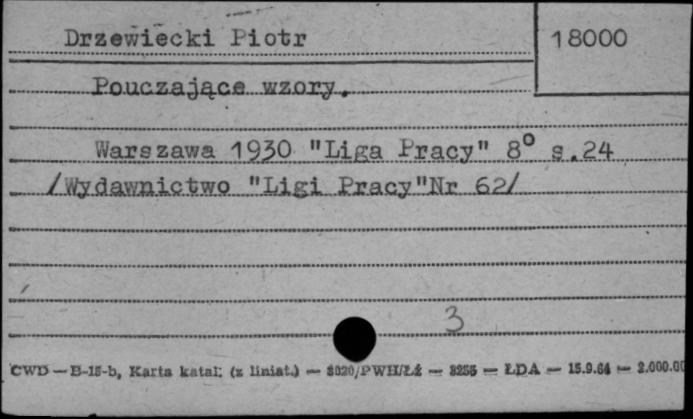 Drzewiecki Piotr
18000
Pouczające wzory.
Warszawa 1930 "Liga Pracy" 8° s.24
/Wydawnictwo "Ligi Pracy"Nr 62/
3
CWD — B-15-b, Karta katal. (z liniat.) — 8020/PWH/Łź — 8255 — ŁDA — 15.9.64 — 2.000.00